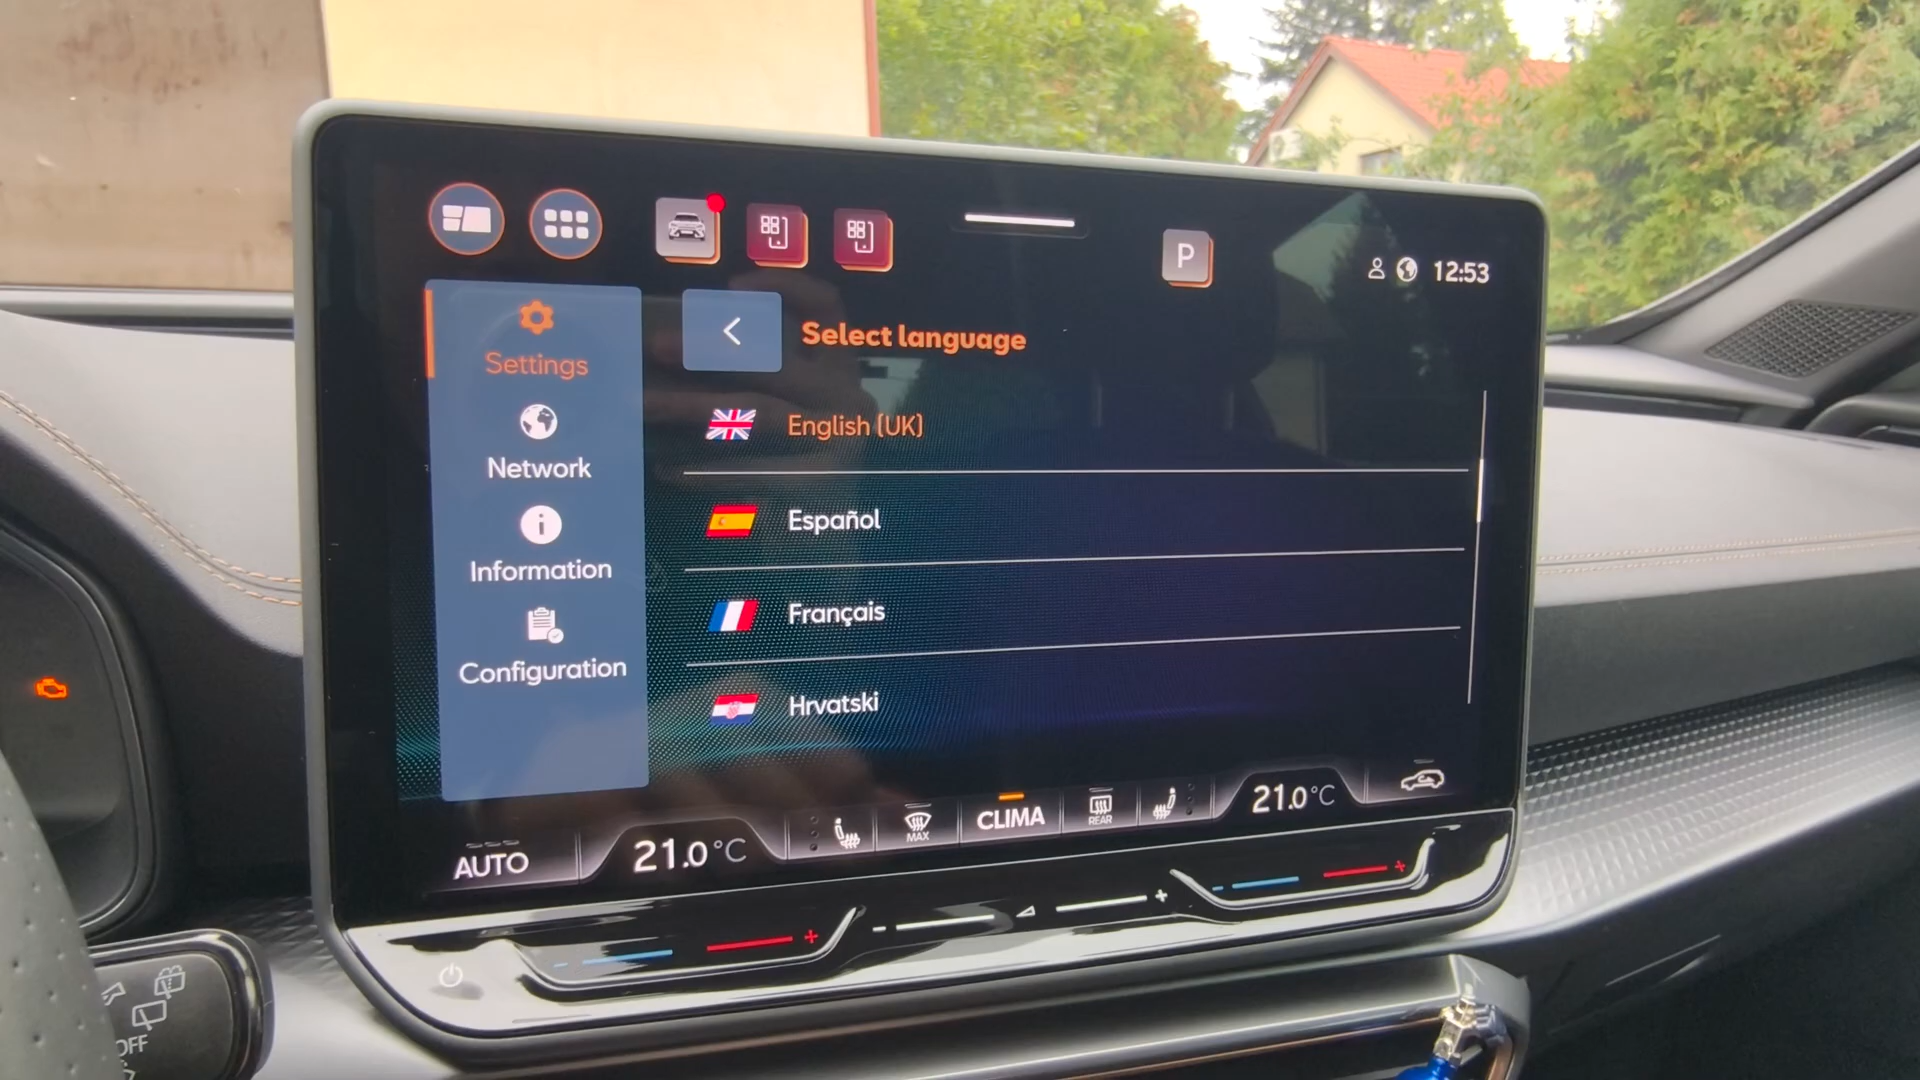 P
12:53
Settings
Select language
Network
English (UK)
Information
Español
Configuration
Français
Hrvatski
AUTO
21.0°C
MAX
CLIMA
REAR
21.0°C
OFF